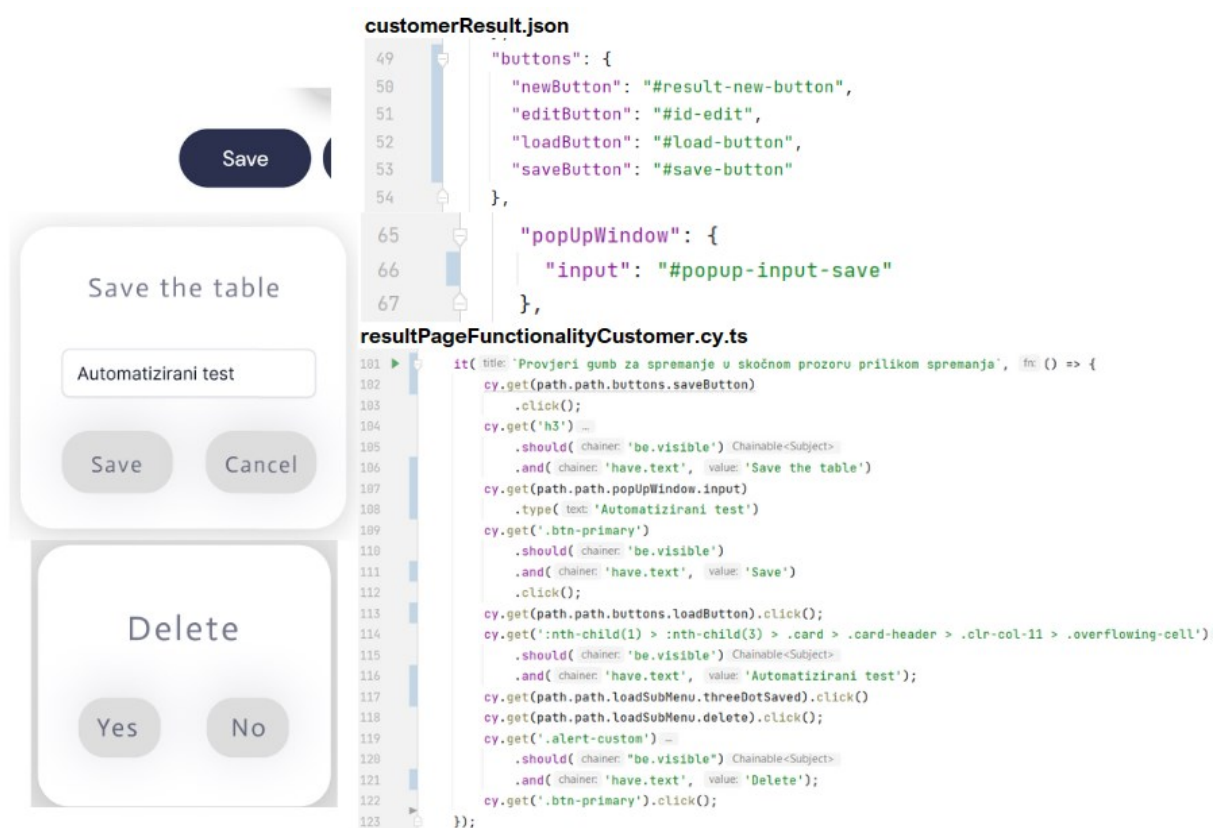 customerResult.json
49 "buttons": {
50 "newButton": "#result-new-button",
51 "editButton": "#id-edit",
52 "loadButton": "#load-button",
53 "saveButton": "#save-button"
54 },
65 "popUpWindow": {
66 "input": "#popup-input-save"
67 },
Save
Save the table
Automatizirani test
Save Cancel
Delete
Yes No
resultPageFunctionalityCustomer.cy.ts
101 it( title: `Provjeri gumb za spremanje u skočnom prozoru prilikom spremanja`, fn: () => {
102 cy.get(path.path.buttons.saveButton)
103 .click();
104 cy.get('h3') …
105 .should( chainer: 'be.visible') Chainable<Subject>
106 .and( chainer: 'have.text', value: 'Save the table')
107 cy.get(path.path.popUpWindow.input)
108 .type( text: 'Automatizirani test')
109 cy.get('.btn-primary')
110 .should( chainer: 'be.visible')
111 .and( chainer: 'have.text', value: 'Save')
112 .click();
113 cy.get(path.path.buttons.loadButton).click();
114 cy.get(':nth-child(1) > :nth-child(3) > .card > .card-header > .clr-col-11 > .overflowing-cell')
115 .should( chainer: 'be.visible') Chainable<Subject>
116 .and( chainer: 'have.text', value: 'Automatizirani test');
117 cy.get(path.path.loadSubMenu.threeDotSaved).click()
118 cy.get(path.path.loadSubMenu.delete).click();
119 cy.get('.alert-custom') …
120 .should( chainer: "be.visible") Chainable<Subject>
121 .and( chainer: 'have.text', value: 'Delete');
122 cy.get('.btn-primary').click();
123 });